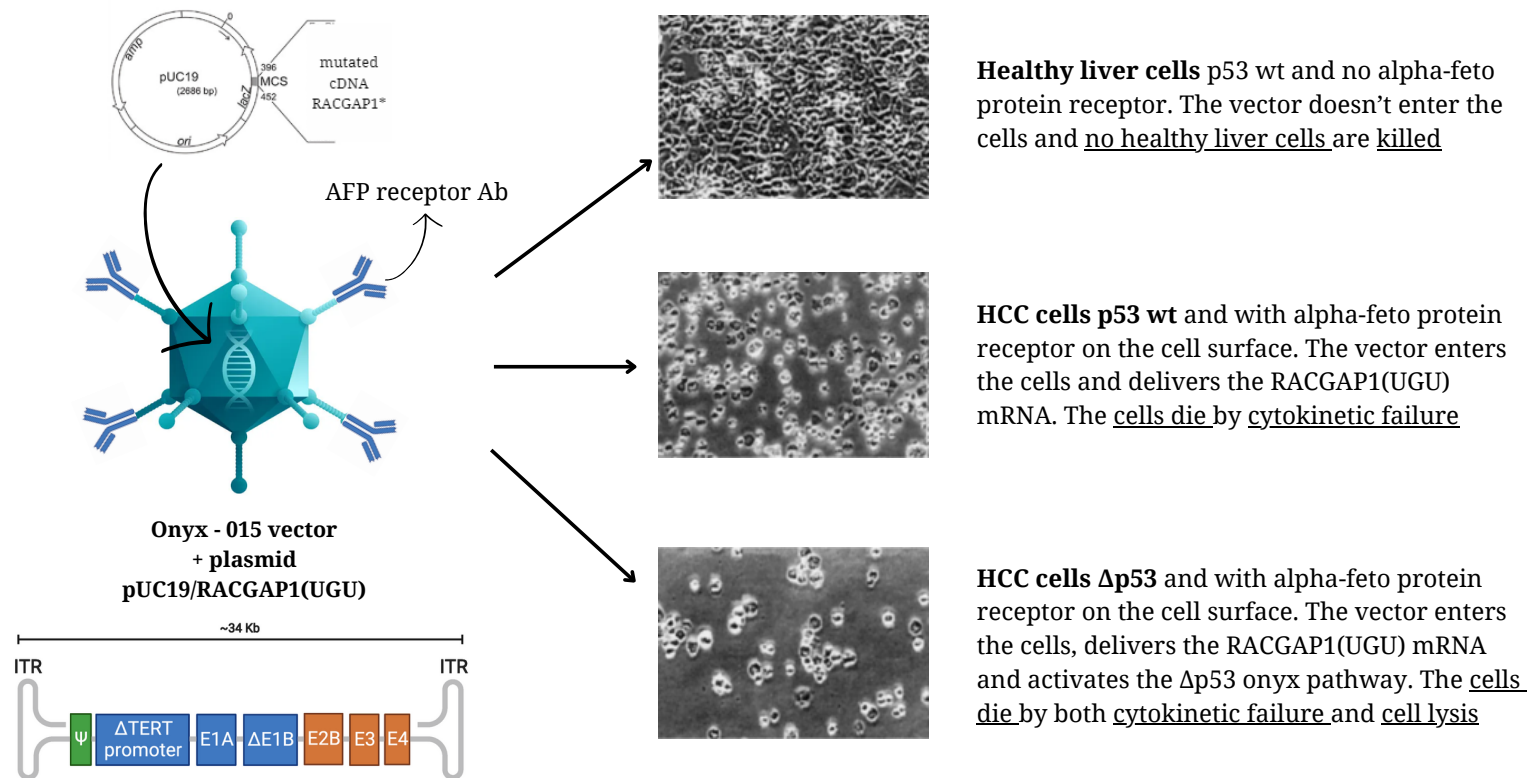 0
amp
pUC19
(2686 bp)
396
MCS
452
lacZ
ori
mutated
cDNA
RACGAP1*
AFP receptor Ab
Onyx - 015 vector
+ plasmid
pUC19/RACGAP1(UGU)
~34 Kb
ITR
ITR
Ψ
ΔTERT
promoter
E1A
ΔE1B
E2B
E3
E4
Healthy liver cells p53 wt and no alpha-feto
protein receptor. The vector doesn’t enter the
cells and no healthy liver cells are killed
HCC cells p53 wt and with alpha-feto protein
receptor on the cell surface. The vector enters
the cells and delivers the RACGAP1(UGU)
mRNA. The cells die by cytokinetic failure
HCC cells Δp53 and with alpha-feto protein
receptor on the cell surface. The vector enters
the cells, delivers the RACGAP1(UGU) mRNA
and activates the Δp53 onyx pathway. The cells
die by both cytokinetic failure and cell lysis